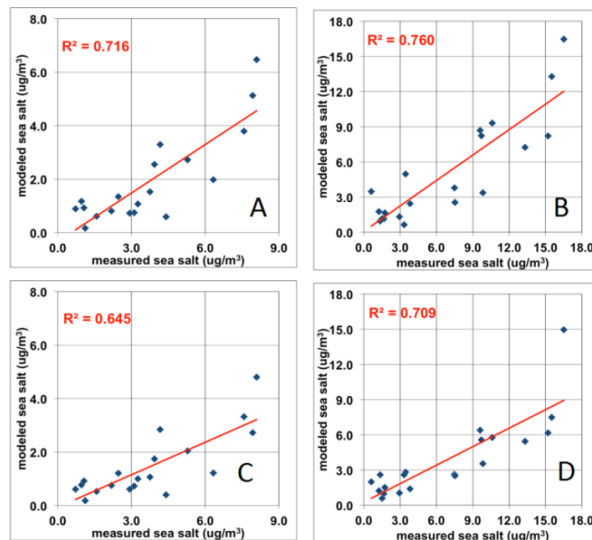 8.0
6.0
4.0
2.0
0.0
0.0 3.0 6.0 9.0
modeled sea salt (ug/m³)
measured sea salt (ug/m³)
R² = 0.716
A
18.0
15.0
12.0
9.0
6.0
3.0
0.0
0.0 3.0 6.0 9.0 12.0 15.0 18.0
modeled sea salt (ug/m³)
measured sea salt (ug/m³)
R² = 0.760
B
8.0
6.0
4.0
2.0
0.0
0.0 3.0 6.0 9.0
modeled sea salt (ug/m³)
measured sea salt (ug/m³)
R² = 0.645
C
18.0
15.0
12.0
9.0
6.0
3.0
0.0
0.0 3.0 6.0 9.0 12.0 15.0 18.0
modeled sea salt (ug/m³)
measured sea salt (ug/m³)
R² = 0.709
D